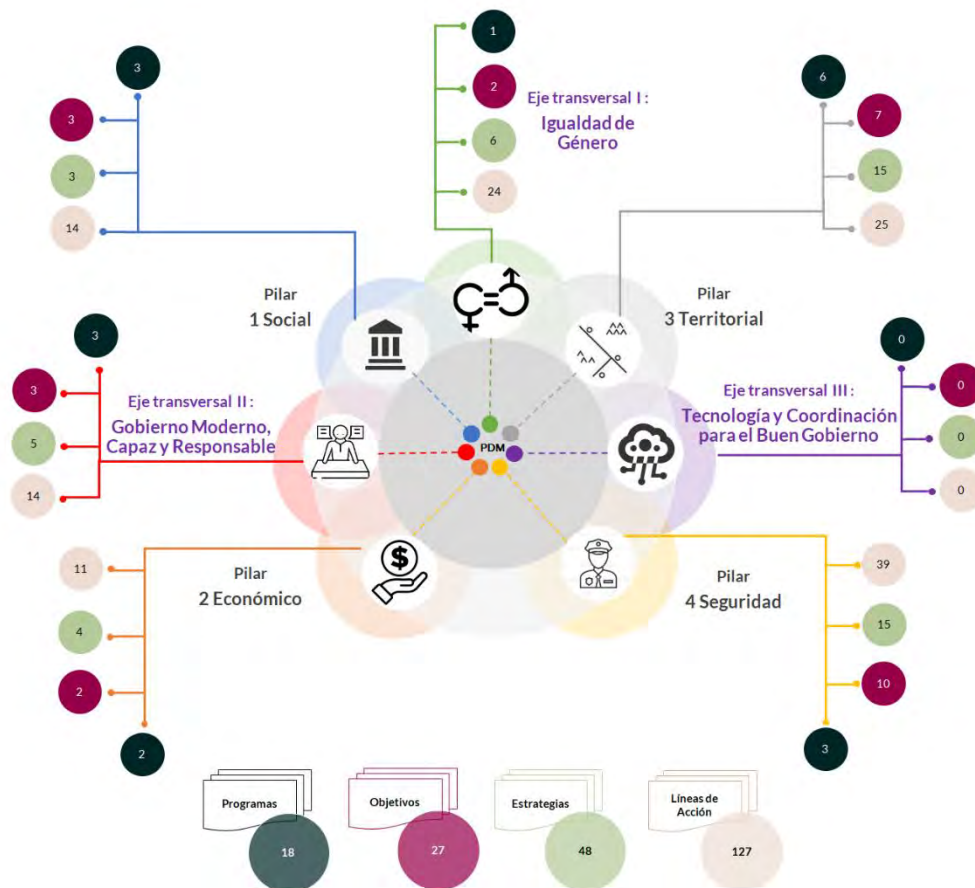 1
2
6
24
Eje transversal I :
Igualdad de
Género
3
3
3
14
6
7
15
25
Pilar
1 Social
Pilar
3 Territorial
3
3
5
14
Eje transversal II :
Gobierno Moderno,
Capaz y Responsable
PDM
Eje transversal III :
Tecnología y Coordinación
para el Buen Gobierno
0
0
0
0
11
4
2
2
Pilar
2 Económico
$
Pilar
4 Seguridad
39
15
10
3
Programas
18
Objetivos
27
Estrategias
48
Líneas de
Acción
127